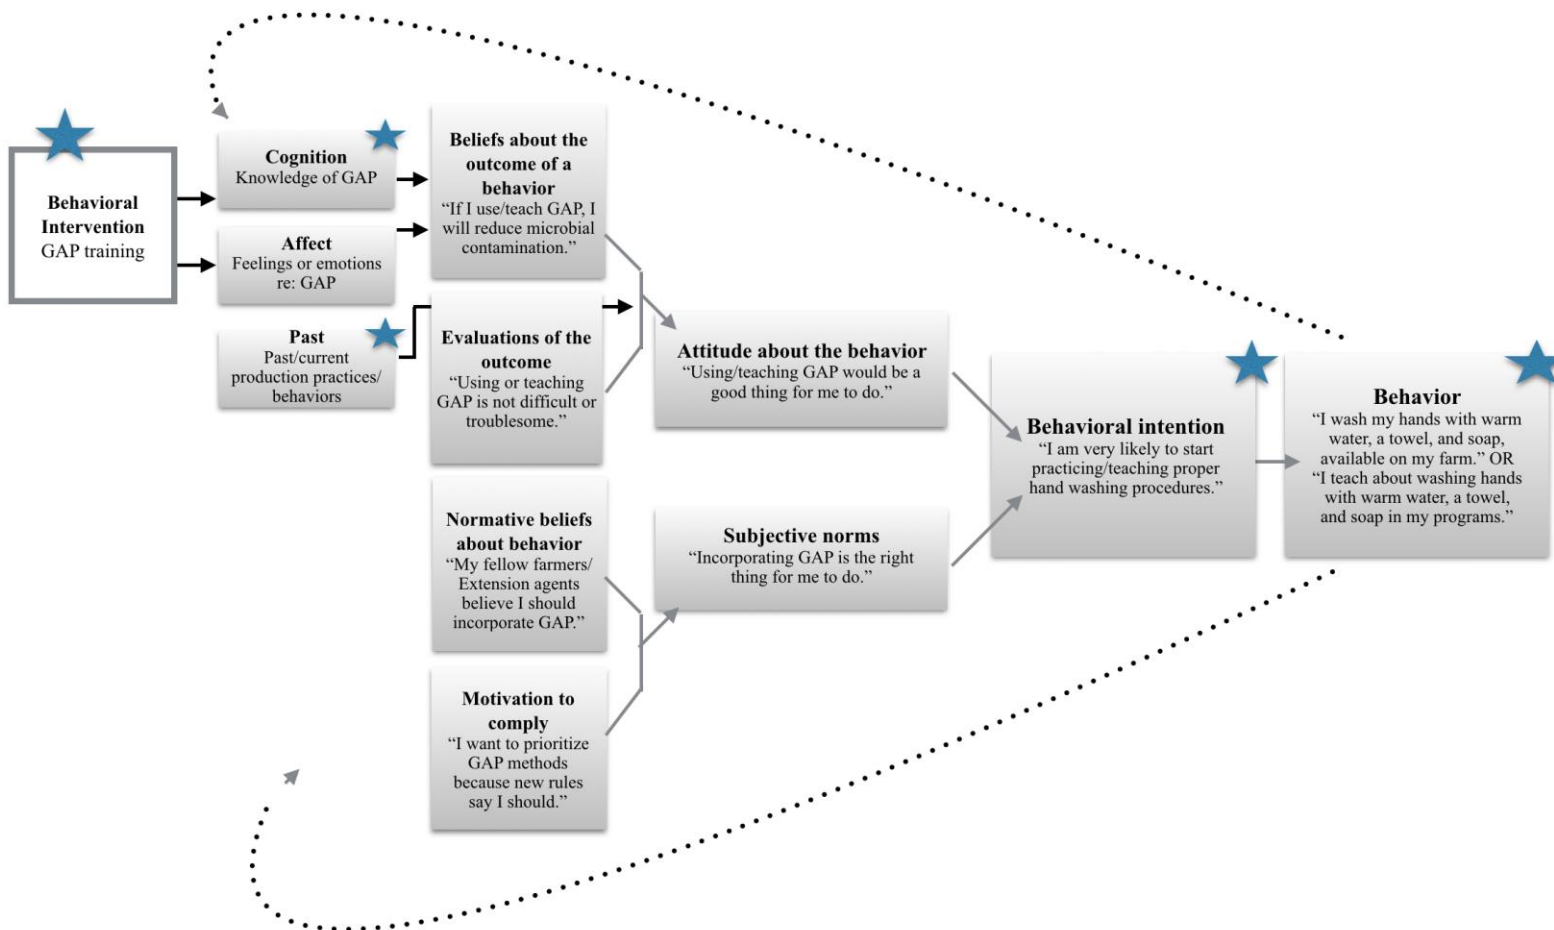 Behavioral
Intervention
GAP training
Cognition
Knowledge of GAP
Affect
Feelings or emotions
re: GAP
Past
Past/current
production practices/
behaviors
Beliefs about the
outcome of a
behavior
“If I use/teach GAP, I
will reduce microbial
contamination.”
Evaluations of the
outcome
“Using or teaching
GAP is not difficult or
troublesome.”
Normative beliefs
about behavior
“My fellow farmers/
Extension agents
believe I should
incorporate GAP.”
Motivation to
comply
“I want to prioritize
GAP methods
because new rules
say I should.”
Attitude about the behavior
“Using/teaching GAP would be a
good thing for me to do.”
Subjective norms
“Incorporating GAP is the right
thing for me to do.”
Behavioral intention
“I am very likely to start
practicing/teaching proper
hand washing procedures.”
Behavior
“I wash my hands with warm
water, a towel, and soap,
available on my farm.” OR
“I teach about washing hands
with warm water, a towel,
and soap in my programs.”